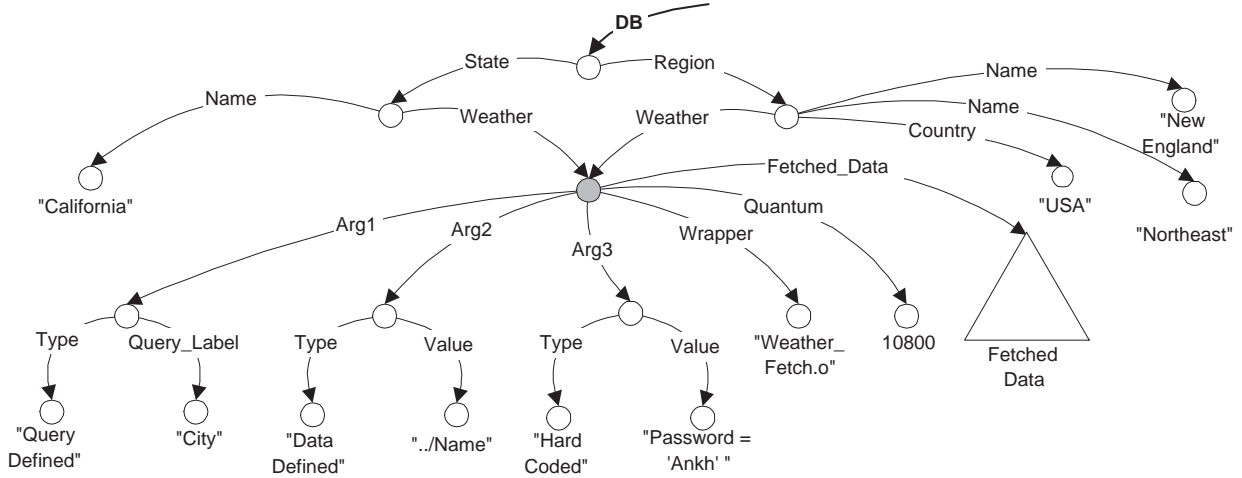 DB
State
Region
Name
Weather
Weather
Name
Name
Country
"New
England"
"California"
"USA"
"Northeast"
Fetched_Data
Quantum
Wrapper
Arg1
Arg2
Arg3
Type
Query_Label
Type
Value
Type
Value
"Weather_
Fetch.o"
10800
Fetched
Data
"Query
Defined"
"City"
"Data
Defined"
"../Name"
"Hard
Coded"
"Password =
'Ankh' "